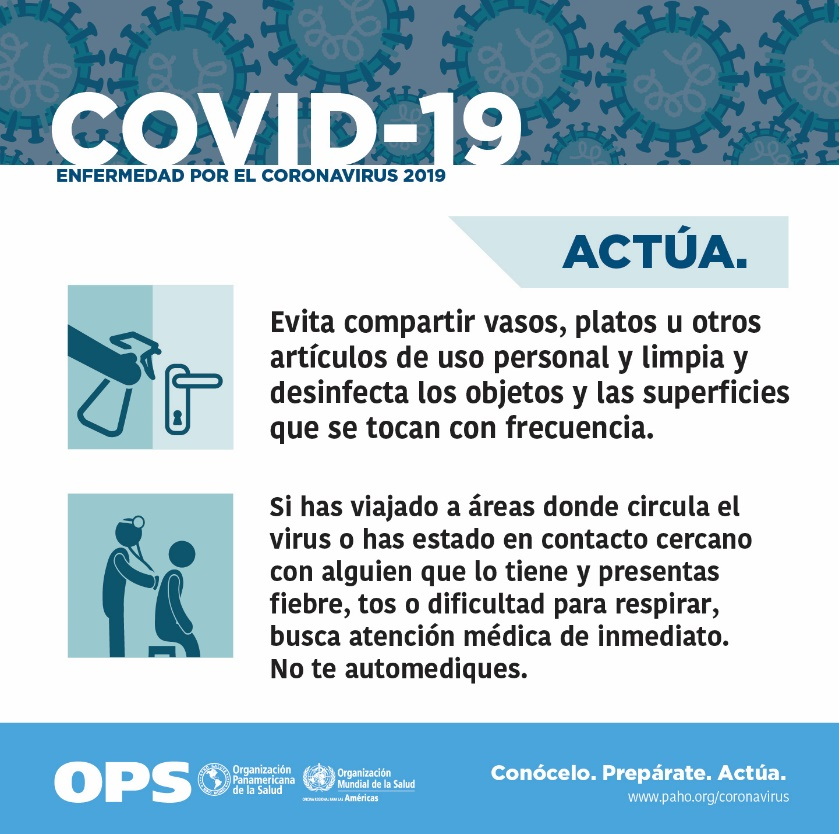 COVID-19
ENFERMEDAD POR EL CORONAVIRUS 2019
ACTÚA.
Evita compartir vasos, platos u otros
artículos de uso personal y limpia y
desinfecta los objetos y las superficies
que se tocan con frecuencia.
Si has viajado a áreas donde circula el
virus o has estado en contacto cercano
con alguien que lo tiene y presentas
fiebre, tos o dificultad para respirar,
busca atención médica de inmediato.
No te automediques.
OPS
Organización
Panamericana
de la Salud
Organización
Mundial de la Salud
OFICINA REGIONAL PARA LAS Américas
Conócelo. Prepárate. Actúa.
www.paho.org/coronavirus